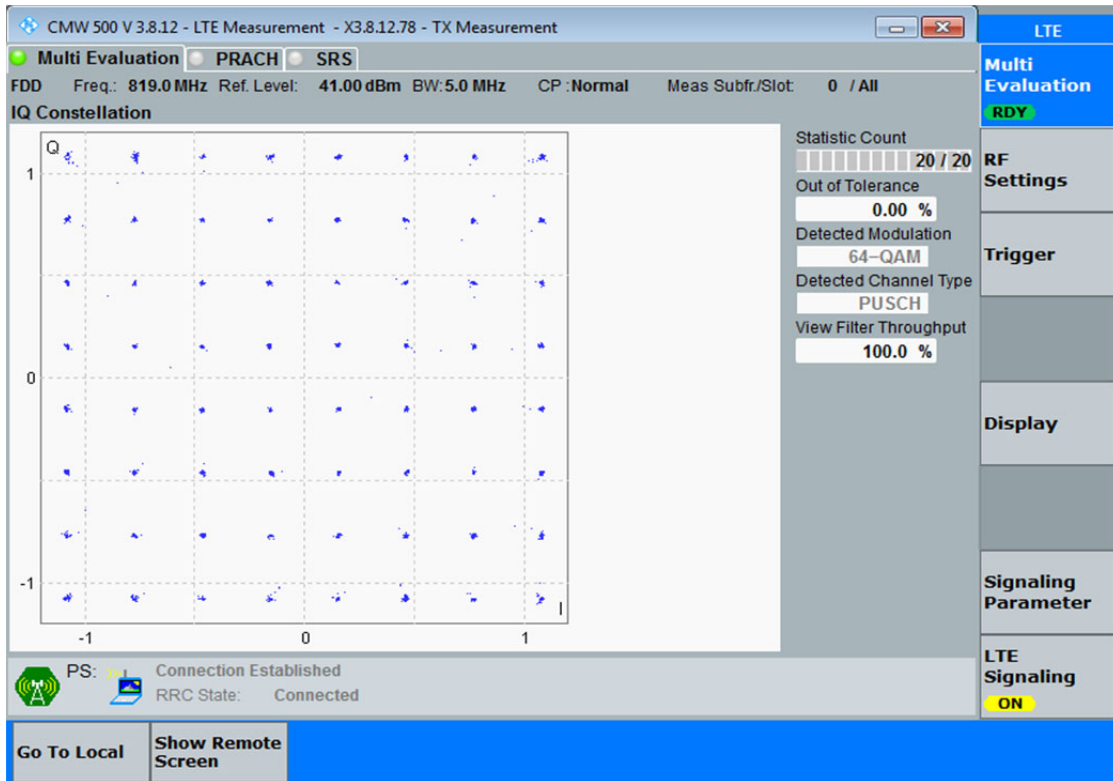 CMW 500 V 3.8.12 - LTE Measurement - X3.8.12.78 - TX Measurement
LTE
Multi Evaluation PRACH SRS
FDD Freq.: 819.0 MHz Ref. Level: 41.00 dBm BW: 5.0 MHz CP : Normal Meas Subfr./Slot: 0 / All
IQ Constellation
Q
1
0
-1
-1 0 1
I
Statistic Count
20 / 20
Out of Tolerance
0.00 %
Detected Modulation
64-QAM
Detected Channel Type
PUSCH
View Filter Throughput
100.0 %
Multi
Evaluation
RDY
RF
Settings
Trigger
Display
Signaling
Parameter
LTE
Signaling
ON
PS: Connection Established
RRC State: Connected
Go To Local
Show Remote
Screen